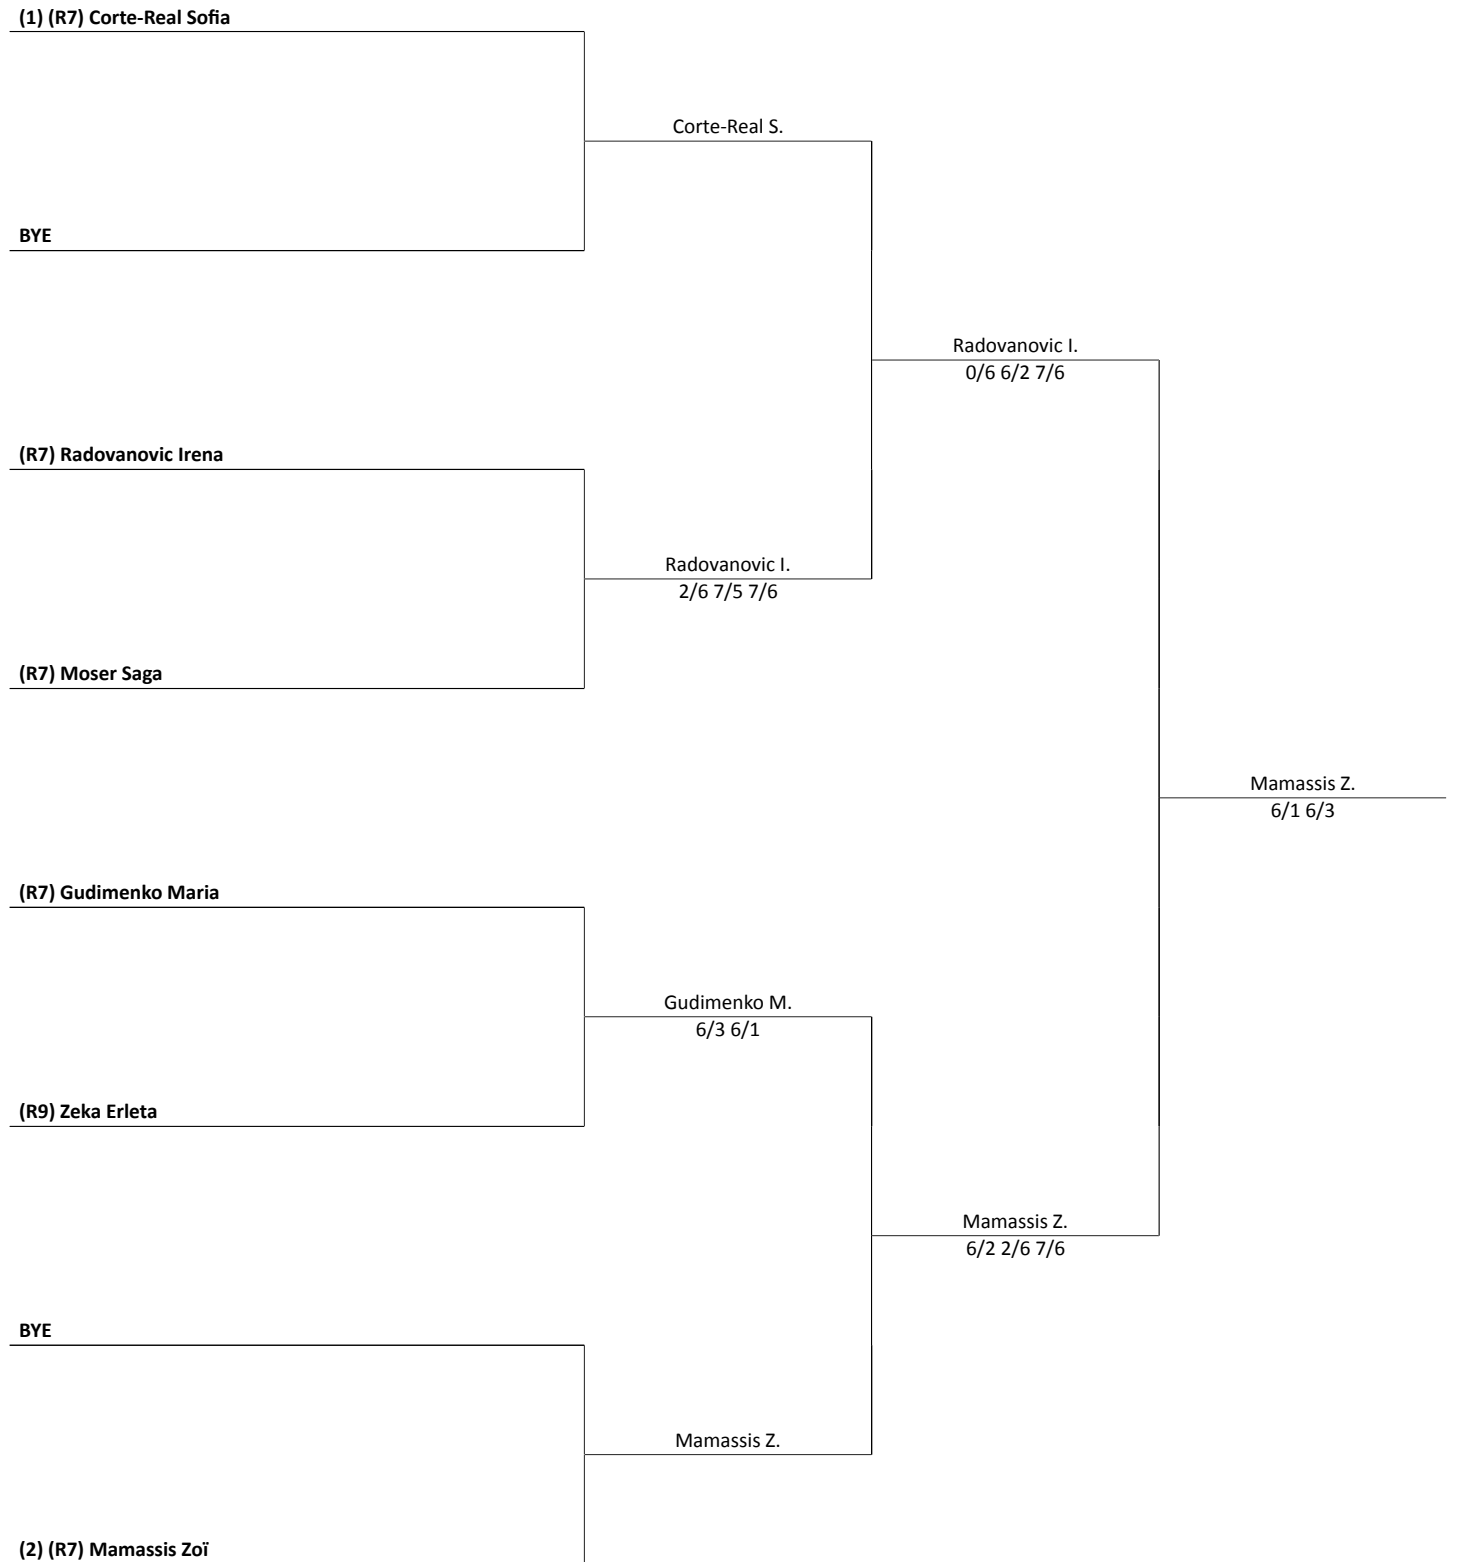 (1) (R7) Corte-Real Sofia
Corte-Real S.
BYE
Radovanovic I.
0/6 6/2 7/6
(R7) Radovanovic Irena
Radovanovic I.
2/6 7/5 7/6
(R7) Moser Saga
Mamassis Z.
6/1 6/3
(R7) Gudimenko Maria
Gudimenko M.
6/3 6/1
(R9) Zeka Erleta
Mamassis Z.
6/2 2/6 7/6
BYE
Mamassis Z.
(2) (R7) Mamassis Zoï